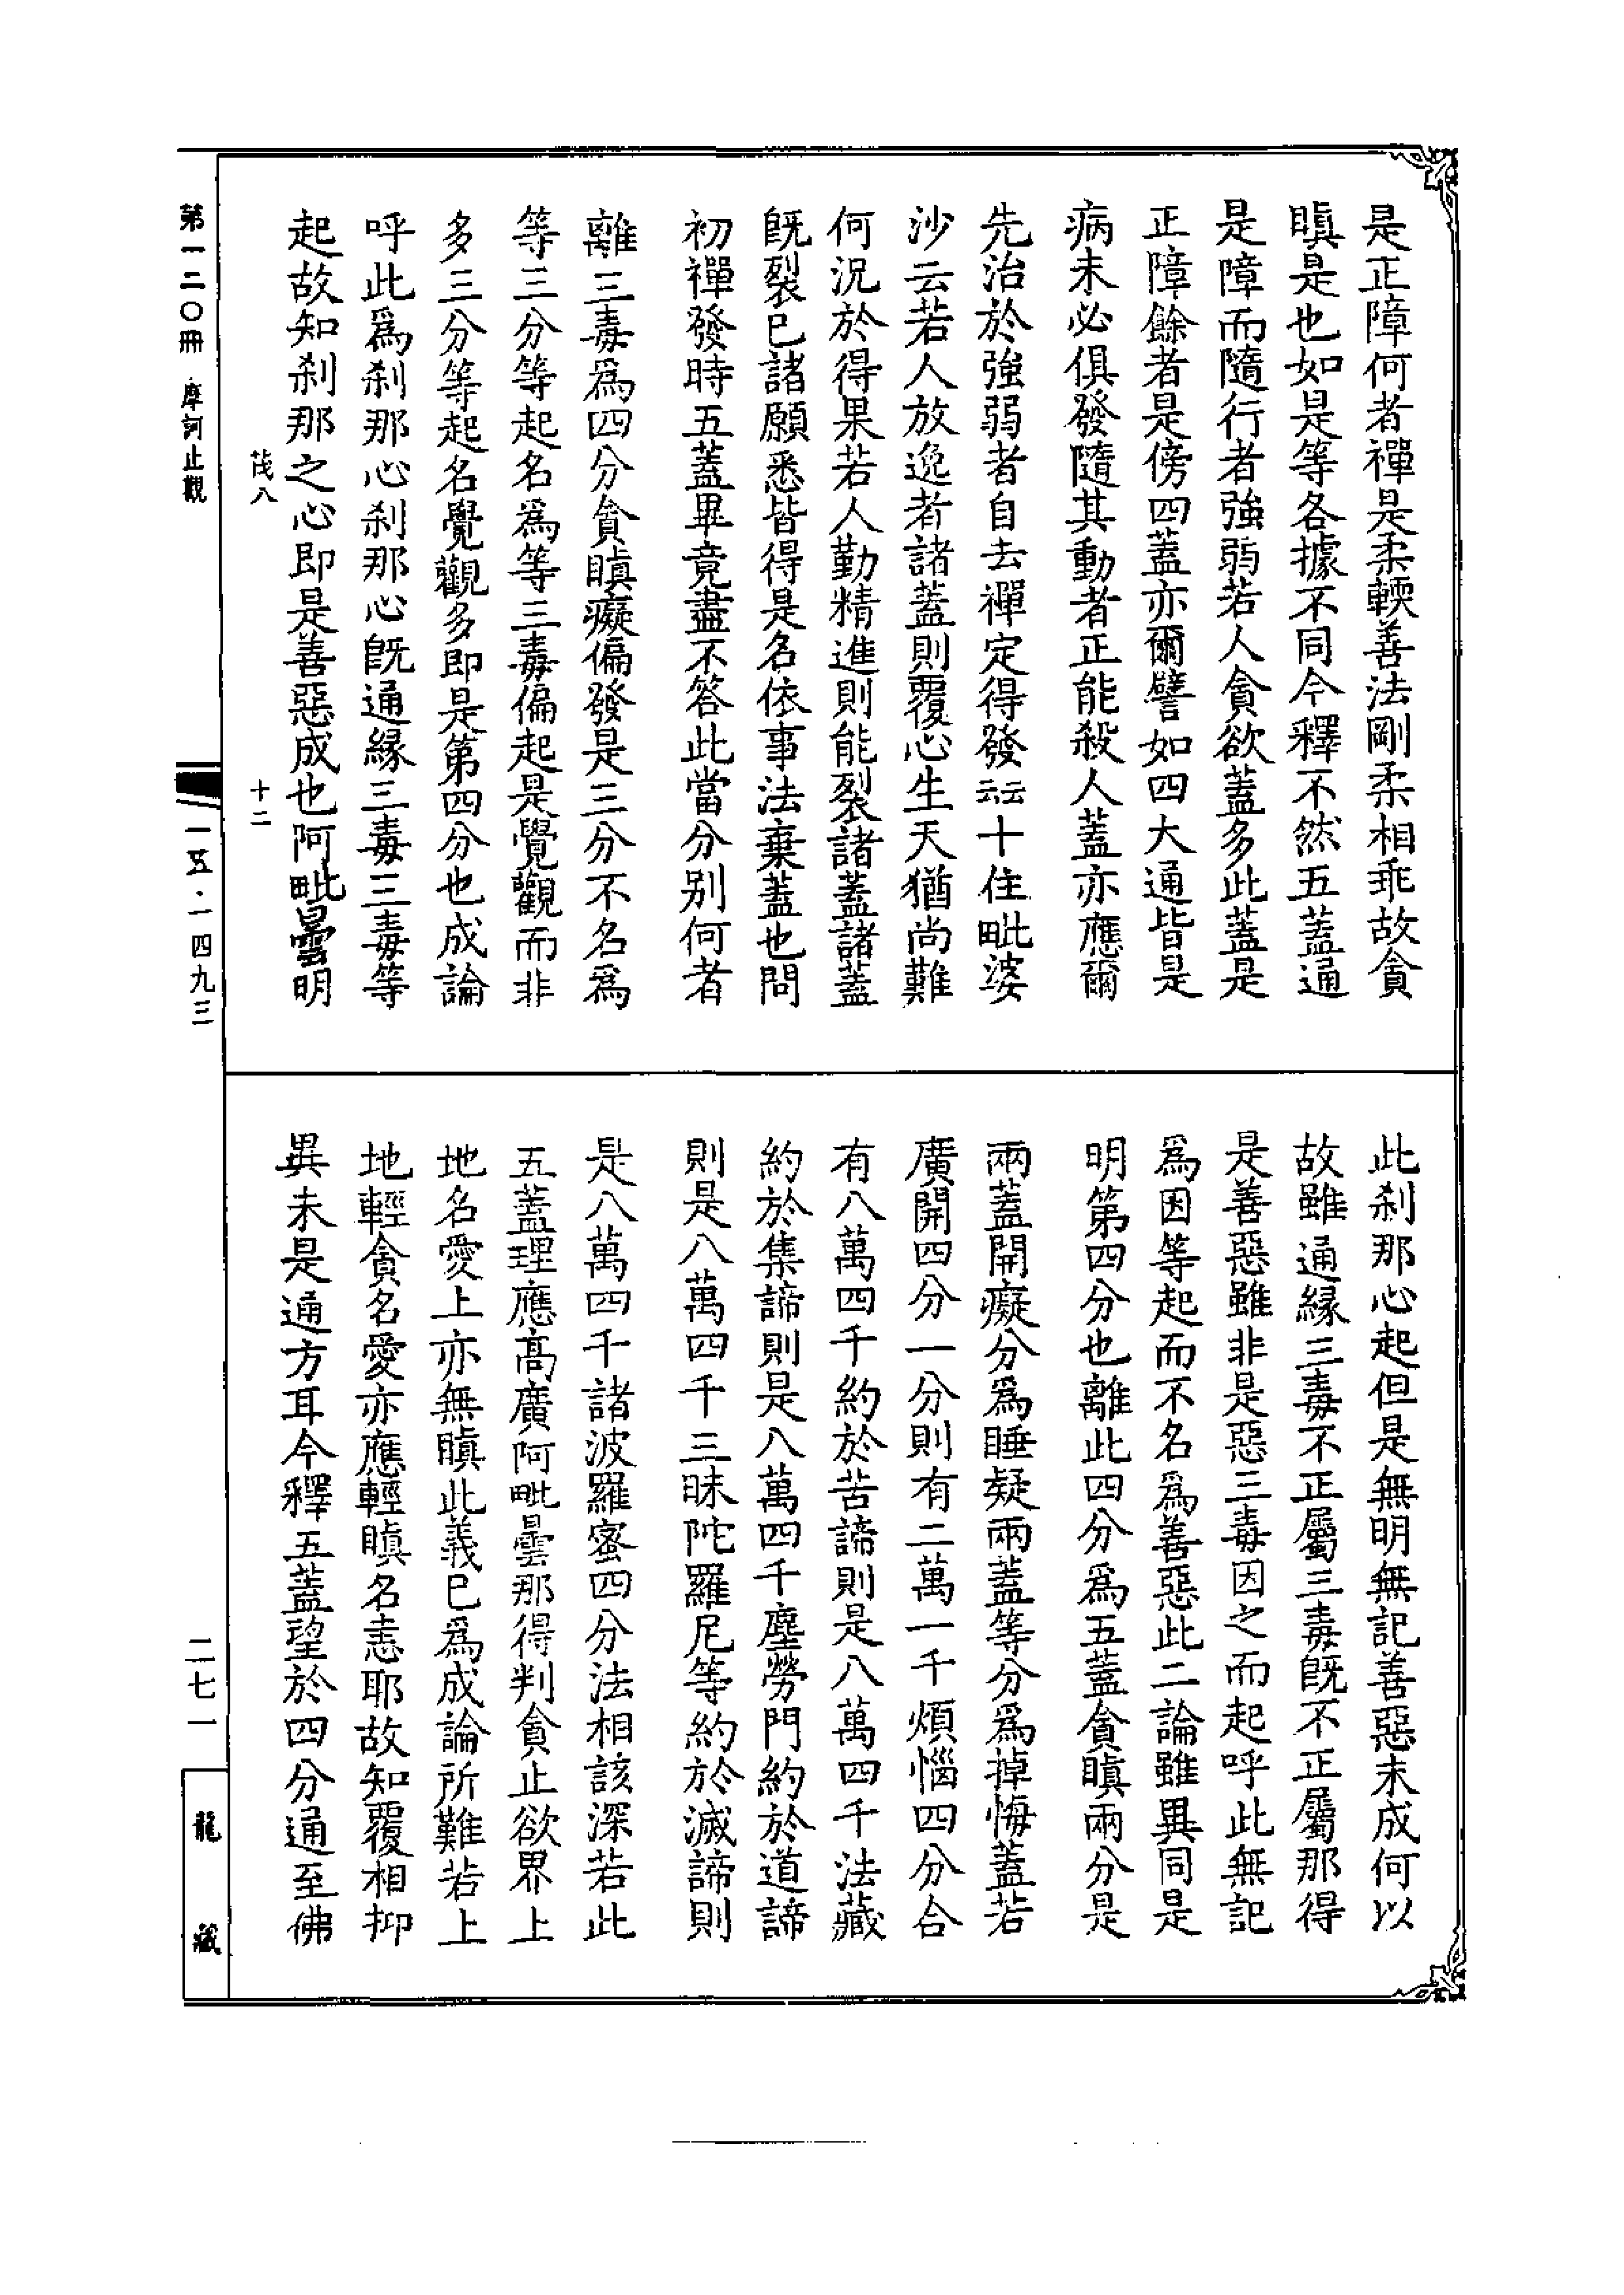 是正障何者禪是柔輭善法剛柔相乖故貪
瞋是也如是等各據不同今釋不然五蓋通
是障而隨行者強弱若人貪欲蓋多此蓋是
正障餘者是傍四蓋亦爾譬如四大通皆是
病未必俱發隨其動者正能殺人蓋亦應爾
先治於強弱者自去禪定得發云云十住毗婆
沙云若人放逸者諸蓋則覆心生天猶尚難
何況於得果若人勤精進則能裂諸蓋諸蓋
旣裂已諸願悉皆得是名依事法棄蓋也問
初禪發時五蓋畢竟盡不答此當分別何者
離三毒爲四分貪瞋癡偏發是三分不名爲
等三分等起名爲等三毒偏起是覺觀而非
多三分等起名覺觀多即是第四分也成論
呼此爲刹那心刹那心旣通緣三毒三毒等
起故知刹那之心即是善惡成也阿毗曇明
茂八 十二
此刹那心起但是無明無記善惡未成何以
故雖通緣三毒不正屬三毒旣不正屬那得
是善惡雖非是惡三毒因之而起呼此無記
爲因等起而不名爲善惡此二論雖異同是
明第四分也離此四分爲五蓋貪瞋兩分是
兩蓋開癡分爲睡疑兩蓋等分爲掉悔蓋若
廣開四分一分則有二萬一千煩惱四分合
有八萬四千約於苦諦則是八萬四千法藏
約於集諦則是八萬四千塵勞門約於道諦
則是八萬四千三昧陀羅尼等約於滅諦則
是八萬四千諸波羅蜜四分法相該深若此
五蓋理應高廣阿毗曇那得判貪止欲界上
地名愛上亦無瞋此義已爲成論所難若上
地輕貪名愛亦應輕瞋名恚耶故知覆相抑
異未是通方耳今釋五蓋望於四分通至佛
第一二〇冊 摩訶止觀
一五·一四九三
二七一
龍藏